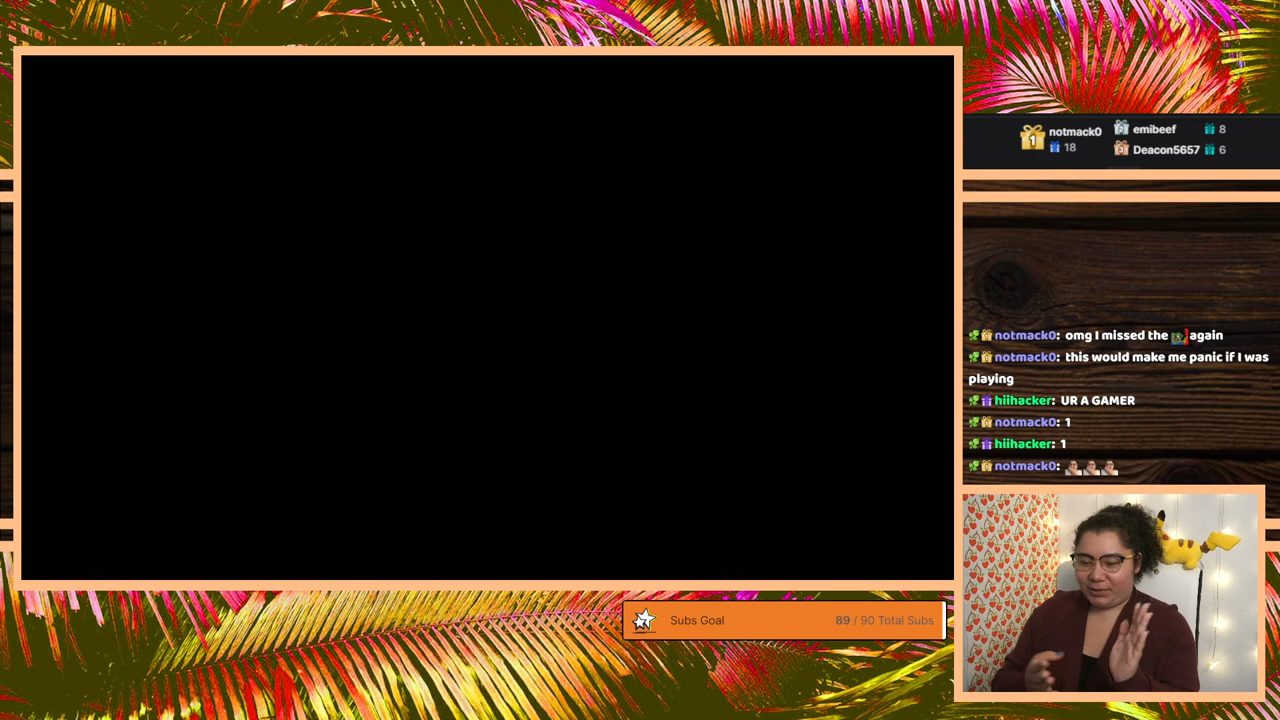 notmack0
18
emibeef 8
Deacon5657 6
notmack0: omg I missed the again
notmack0: this would make me panic if I was
playing
hiihacker: UR A GAMER
notmack0: 1
hiihacker: 1
notmack0:
Subs Goal 89 / 90 Total Subs